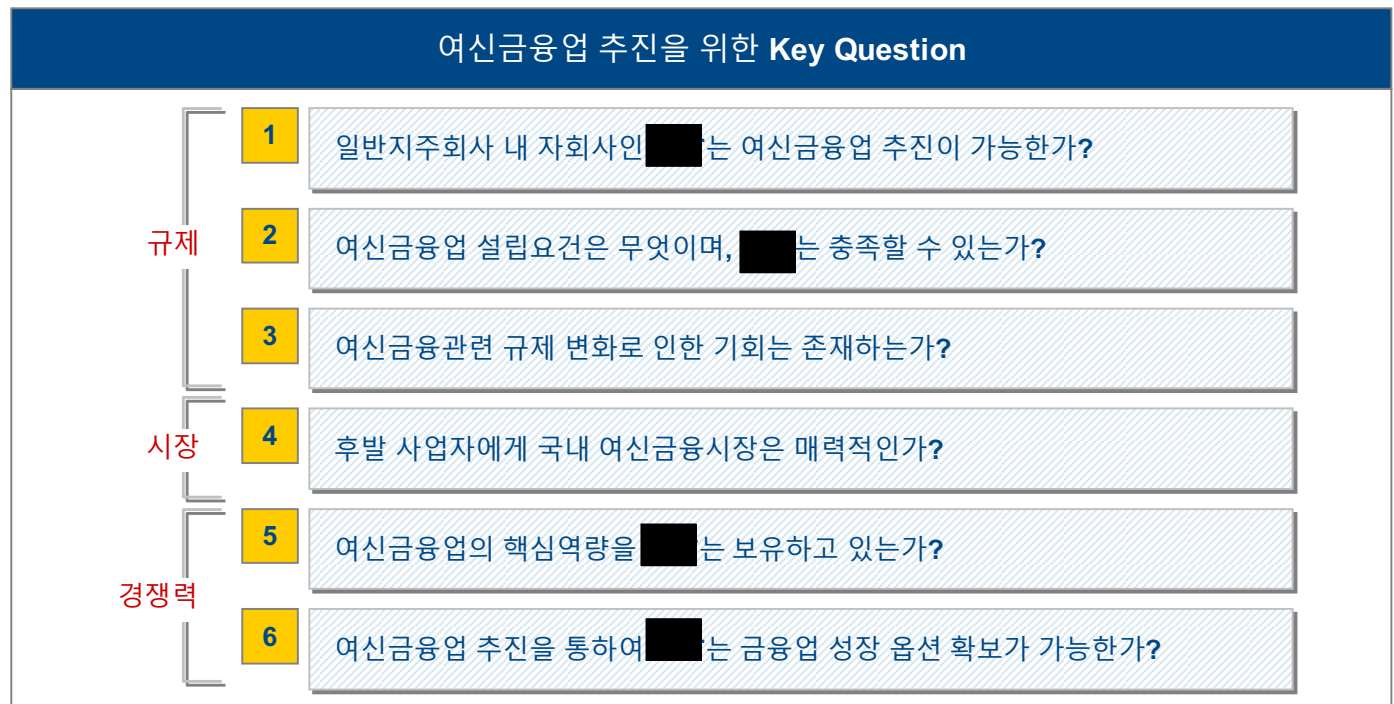 여신금융업 추진을 위한 Key Question
규제
1
일반지주회사 내 자회사인 는 여신금융업 추진이 가능한가?
2
여신금융업 설립요건은 무엇이며, 는 충족할 수 있는가?
3
여신금융관련 규제 변화로 인한 기회는 존재하는가?
시장
4
후발 사업자에게 국내 여신금융시장은 매력적인가?
경쟁력
5
여신금융업의 핵심역량을 는 보유하고 있는가?
6
여신금융업 추진을 통하여 는 금융업 성장 옵션 확보가 가능한가?